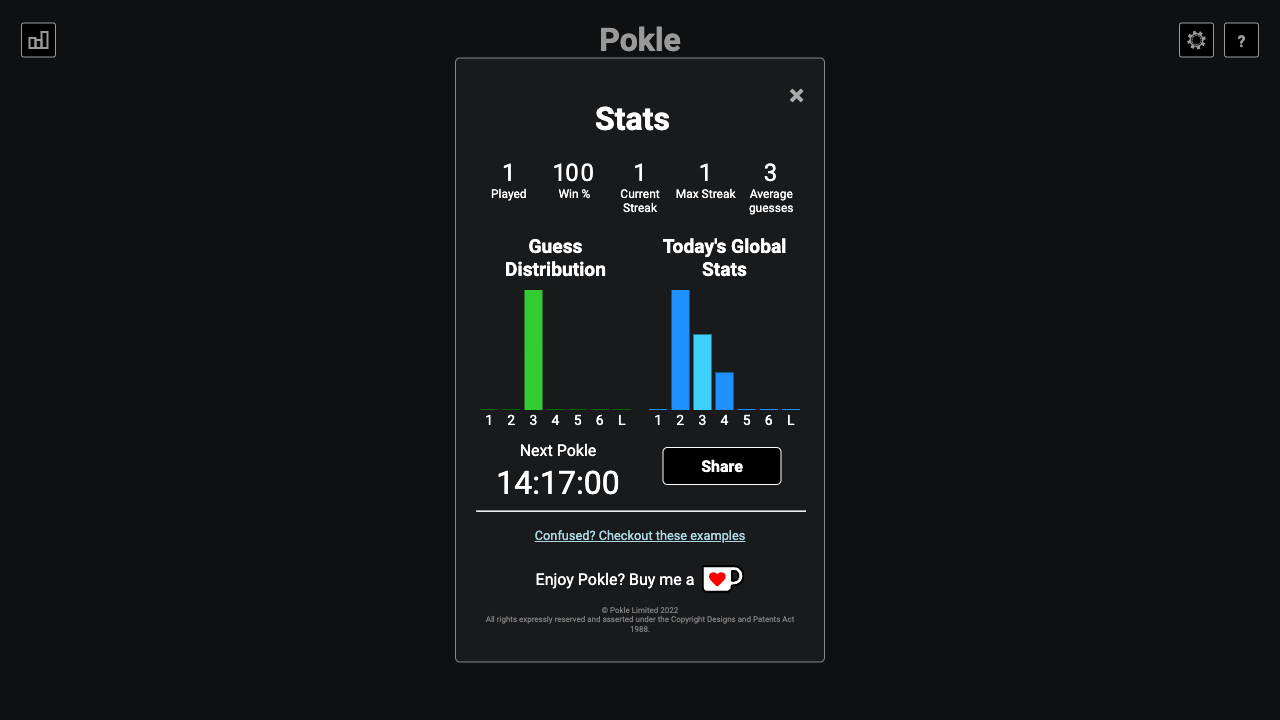 Pokle
?
Stats
1
Played
100
Win %
1
Current
Streak
1
Max Streak
3
Average
guesses
Guess
Distribution
1 2 3 4 5 6 L
Today's Global
Stats
1 2 3 4 5 6 L
Next Pokle
14:17:00
Share
Confused? Checkout these examples
Enjoy Pokle? Buy me a
© Pokle Limited 2022
All rights expressly reserved and asserted under the Copyright Designs and Patents Act
1988.